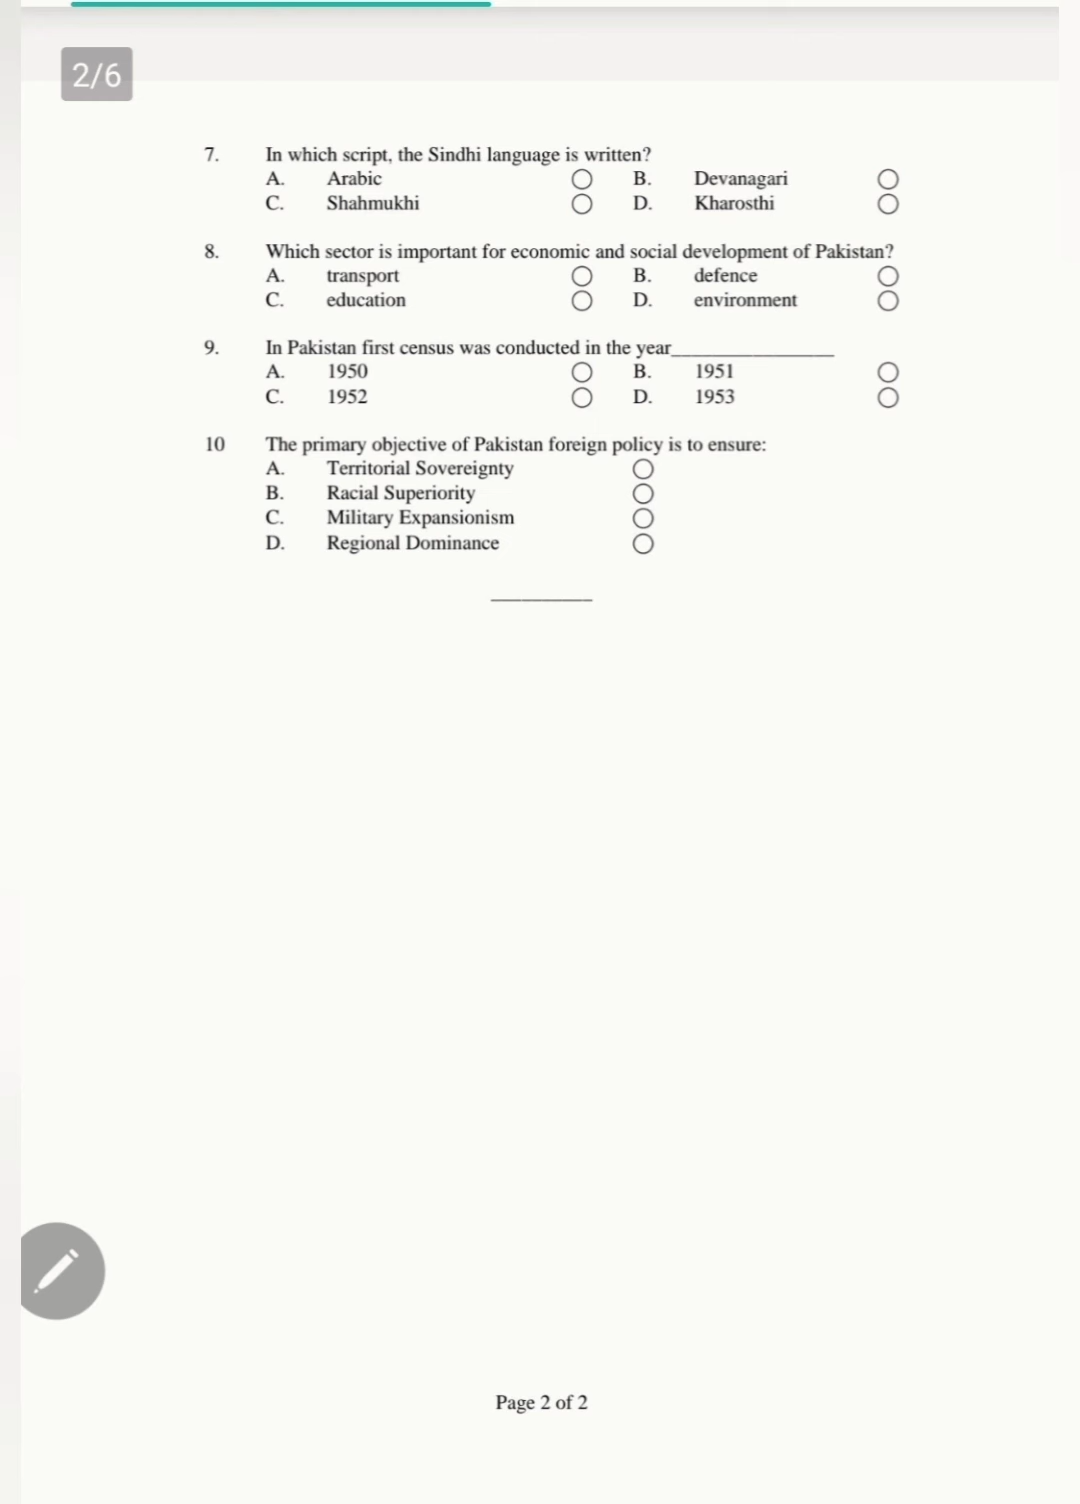 2/6
7. In which script, the Sindhi language is written?
A. Arabic B. Devanagari
C. Shahmukhi D. Kharosthi
8. Which sector is important for economic and social development of Pakistan?
A. transport B. defence
C. education D. environment
9. In Pakistan first census was conducted in the year________________
A. 1950 B. 1951
C. 1952 D. 1953
10 The primary objective of Pakistan foreign policy is to ensure:
A. Territorial Sovereignty
B. Racial Superiority
C. Military Expansionism
D. Regional Dominance
__________
Page 2 of 2